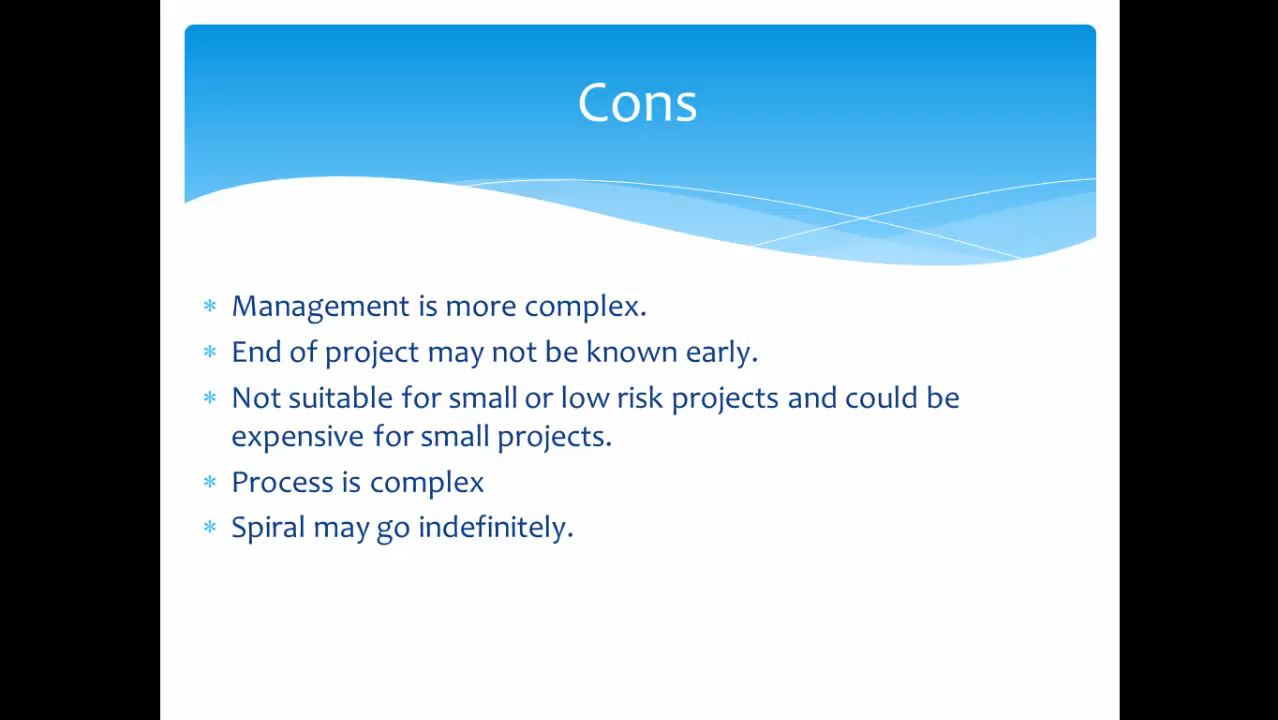 Cons
* Management is more complex.
* End of project may not be known early.
* Not suitable for small or low risk projects and could be
expensive for small projects.
* Process is complex
* Spiral may go indefinitely.